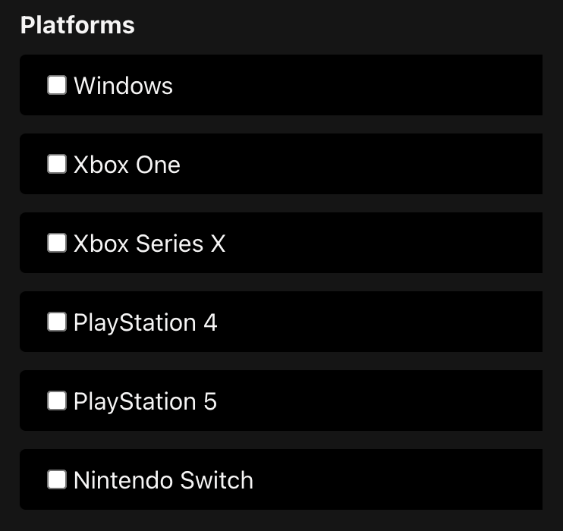 Platforms
Windows
Xbox One
Xbox Series X
PlayStation 4
PlayStation 5
Nintendo Switch